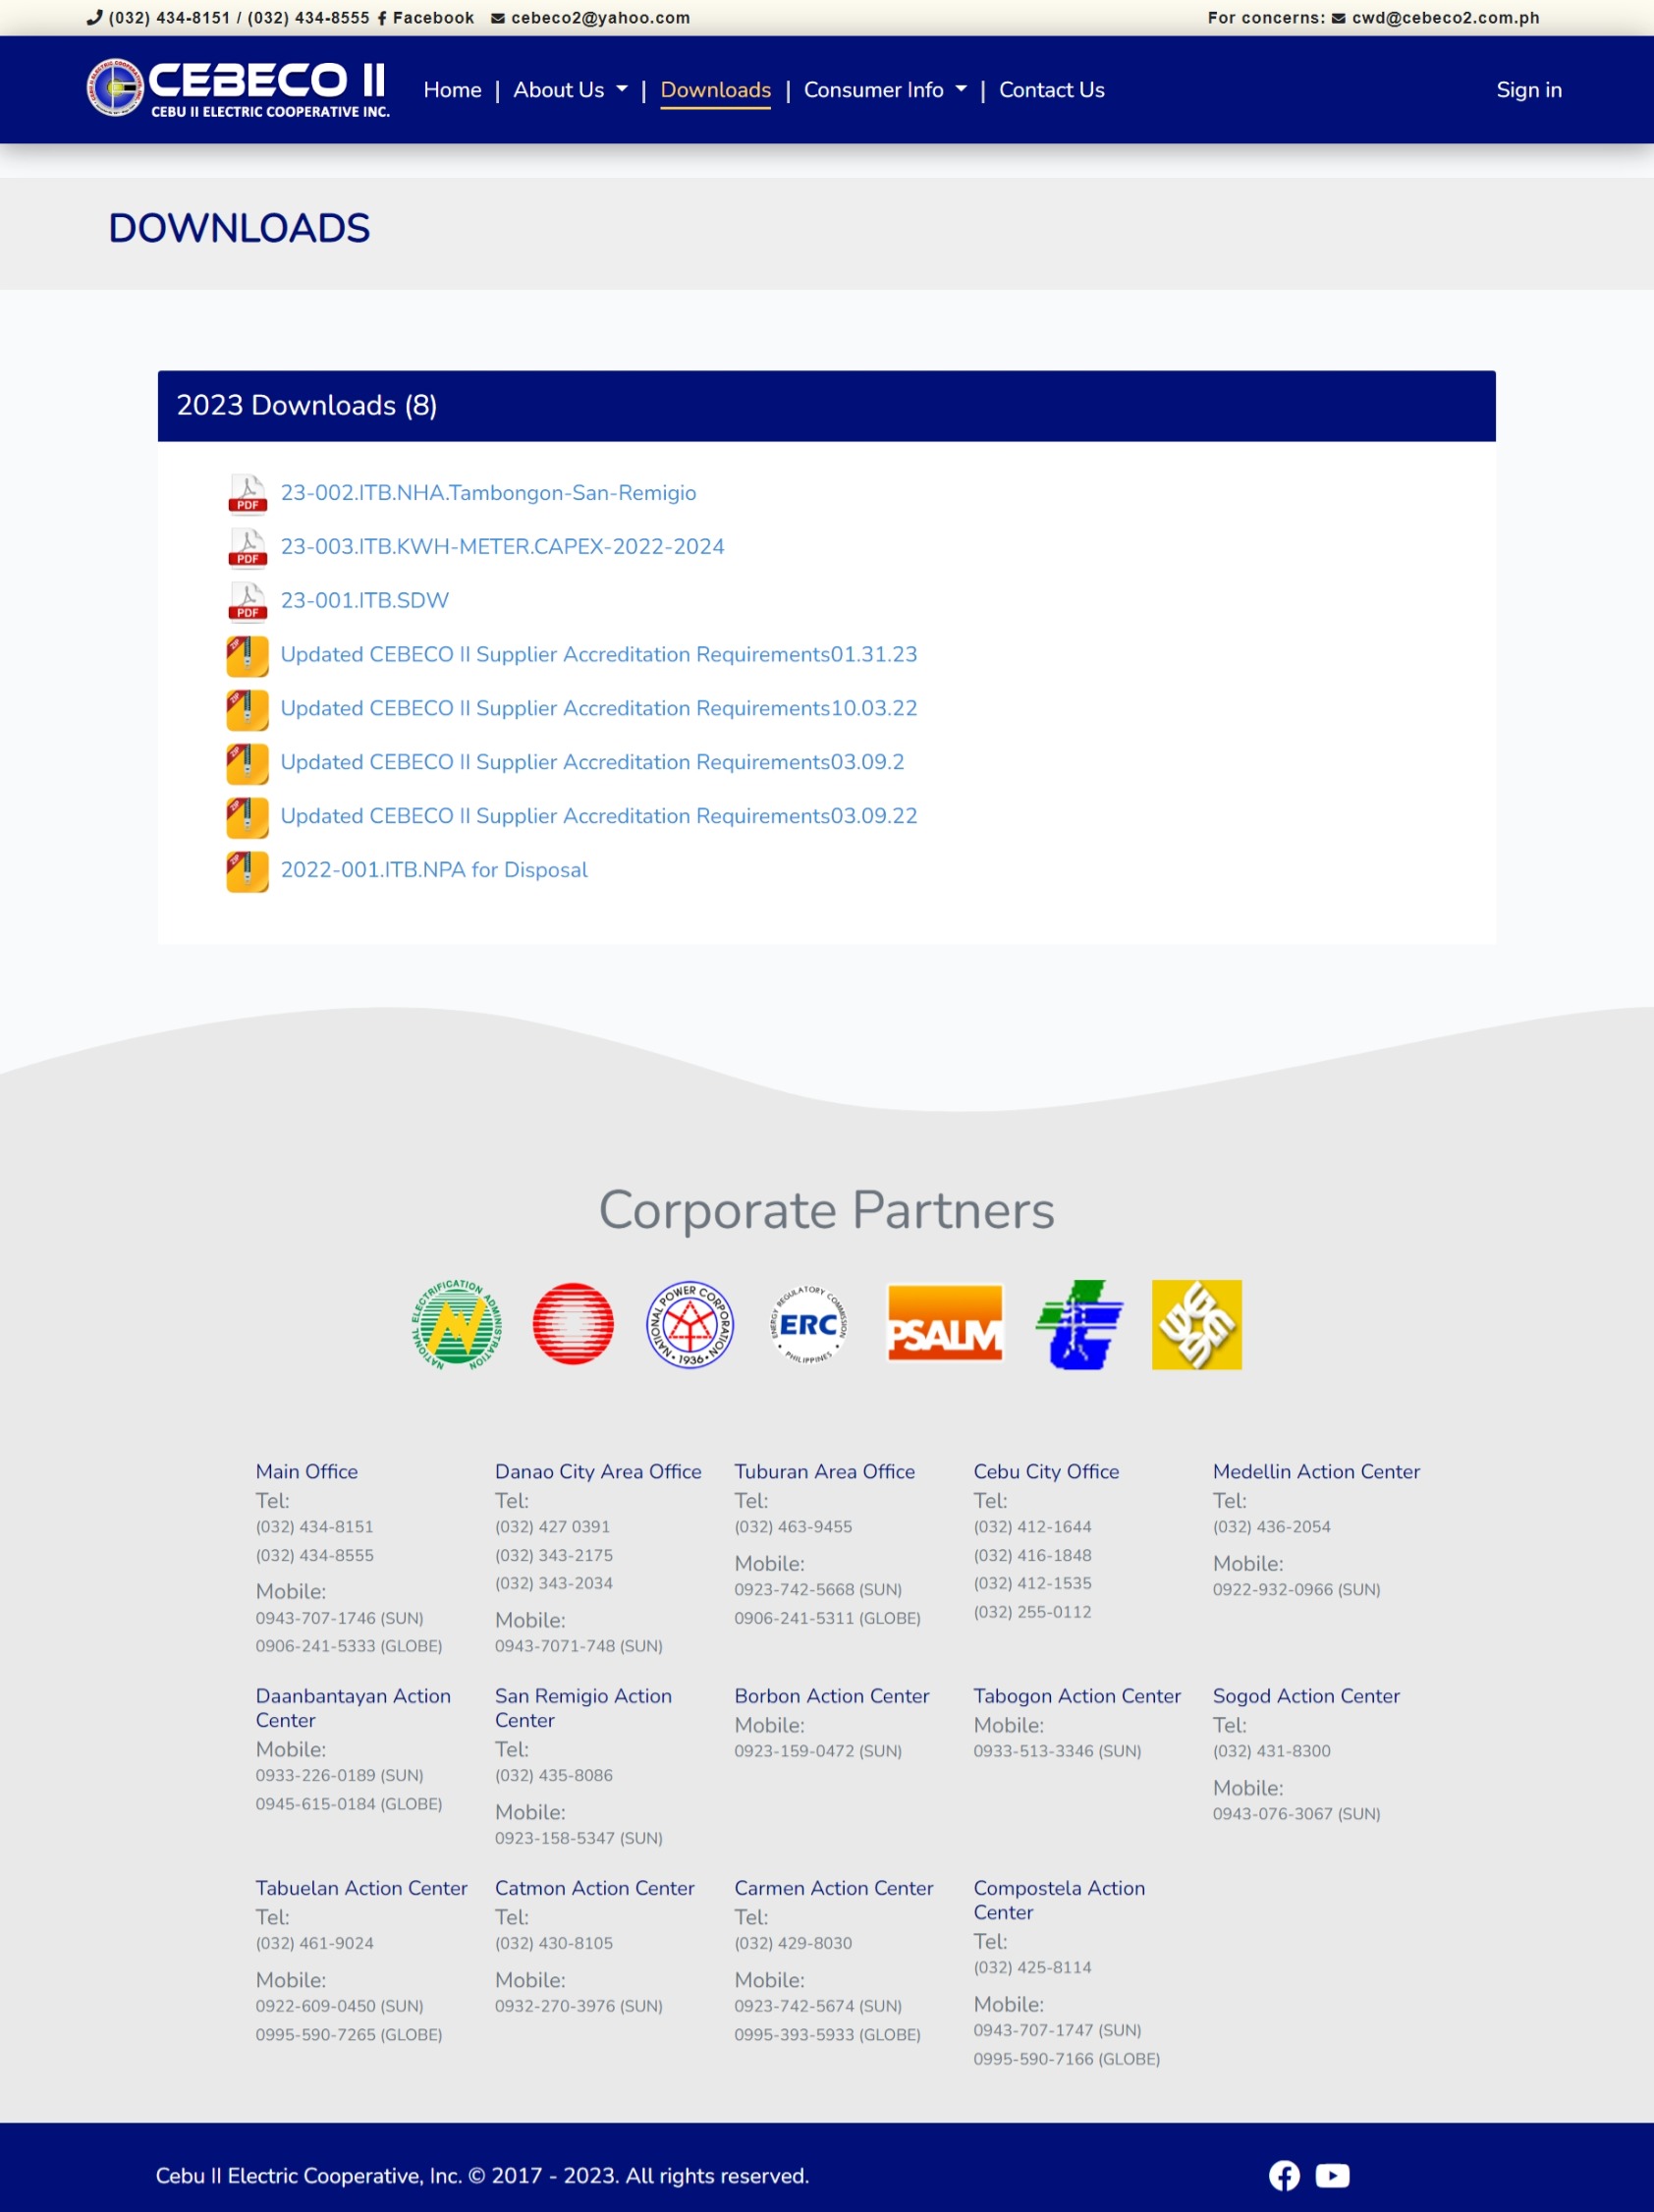 (032) 434-8151 / (032) 434-8555 Facebook cebeco2@yahoo.com For concerns: cwd@cebeco2.com.ph
CEBECO II
CEBU II ELECTRIC COOPERATIVE INC.
Home | About Us | Downloads | Consumer Info | Contact Us Sign in
DOWNLOADS
2023 Downloads (8)
PDF 23-002.ITB.NHA.Tambongon-San-Remigio
PDF 23-003.ITB.KWH-METER.CAPEX-2022-2024
PDF 23-001.ITB.SDW
ZIP Updated CEBECO II Supplier Accreditation Requirements01.31.23
ZIP Updated CEBECO II Supplier Accreditation Requirements10.03.22
ZIP Updated CEBECO II Supplier Accreditation Requirements03.09.2
ZIP Updated CEBECO II Supplier Accreditation Requirements03.09.22
ZIP 2022-001.ITB.NPA for Disposal
Corporate Partners
NATIONAL ELECTRIFICATION ADMINISTRATION
NATIONAL POWER CORPORATION • 1936 •
ENERGY REGULATORY COMMISSION • PHILIPPINES •
ERC
PSALM
Main Office
Tel:
(032) 434-8151
(032) 434-8555
Mobile:
0943-707-1746 (SUN)
0906-241-5333 (GLOBE)
Danao City Area Office
Tel:
(032) 427 0391
(032) 343-2175
(032) 343-2034
Mobile:
0943-7071-748 (SUN)
Tuburan Area Office
Tel:
(032) 463-9455
Mobile:
0923-742-5668 (SUN)
0906-241-5311 (GLOBE)
Cebu City Office
Tel:
(032) 412-1644
(032) 416-1848
(032) 412-1535
(032) 255-0112
Medellin Action Center
Tel:
(032) 436-2054
Mobile:
0922-932-0966 (SUN)
Daanbantayan Action
Center
Mobile:
0933-226-0189 (SUN)
0945-615-0184 (GLOBE)
San Remigio Action
Center
Tel:
(032) 435-8086
Mobile:
0923-158-5347 (SUN)
Borbon Action Center
Mobile:
0923-159-0472 (SUN)
Tabogon Action Center
Mobile:
0933-513-3346 (SUN)
Sogod Action Center
Tel:
(032) 431-8300
Mobile:
0943-076-3067 (SUN)
Tabuelan Action Center
Tel:
(032) 461-9024
Mobile:
0922-609-0450 (SUN)
0995-590-7265 (GLOBE)
Catmon Action Center
Tel:
(032) 430-8105
Mobile:
0932-270-3976 (SUN)
Carmen Action Center
Tel:
(032) 429-8030
Mobile:
0923-742-5674 (SUN)
0995-393-5933 (GLOBE)
Compostela Action
Center
Tel:
(032) 425-8114
Mobile:
0943-707-1747 (SUN)
0995-590-7166 (GLOBE)
Cebu II Electric Cooperative, Inc. © 2017 - 2023. All rights reserved.